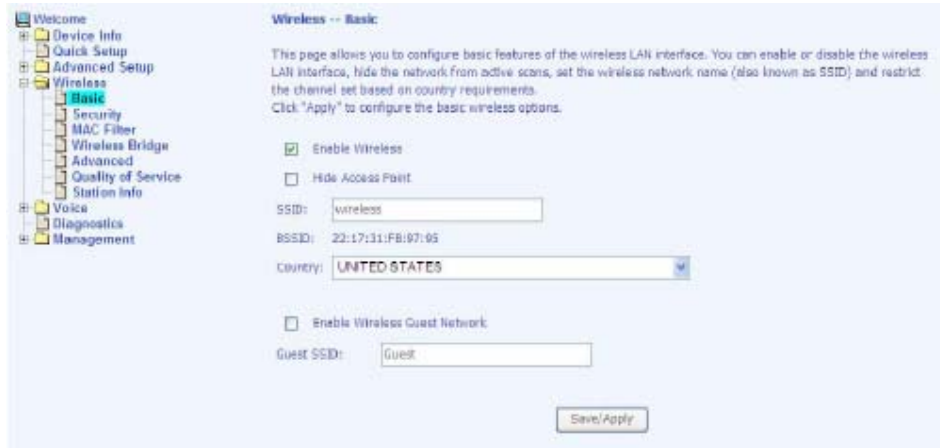 Welcome
Device Info
Quick Setup
Advanced Setup
Wireless
Basic
Security
MAC Filter
Wireless Bridge
Advanced
Quality of Service
Station Info
Voice
Diagnostics
Management
Wireless -- Basic
This page allows you to configure basic features of the wireless LAN interface. You can enable or disable the wireless
LAN interface, hide the network from active scans, set the wireless network name (also known as SSID) and restrict
the channel set based on country requirements.
Click "Apply" to configure the basic wireless options.
Enable Wireless
Hide Access Point
SSID: wireless
BSSID: 22:17:31:FB:97:95
Country: UNITED STATES
Enable Wireless Guest Network
Guest SSID: Guest
Save/Apply